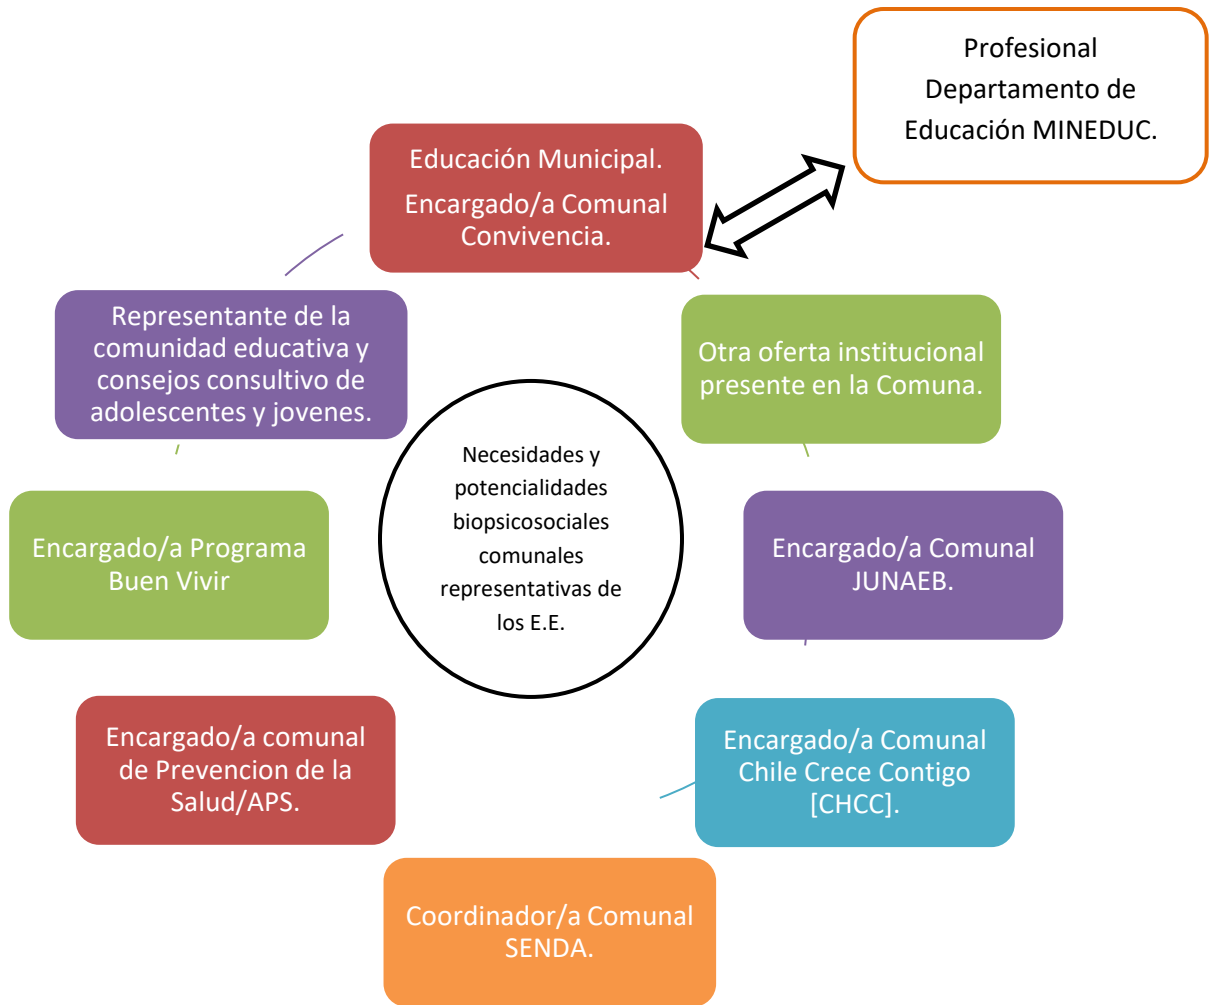 Profesional
Departamento de
Educación MINEDUC.
Educación Municipal.
Encargado/a Comunal
Convivencia.
Representante de la
comunidad educativa y
consejos consultivo de
adolescentes y jovenes.
Otra oferta institucional
presente en la Comuna.
Necesidades y
potencialidades
biopsicosociales
comunales
representativas de
los E.E.
Encargado/a Programa
Buen Vivir
Encargado/a Comunal
JUNAEB.
Encargado/a comunal
de Prevencion de la
Salud/APS.
Encargado/a Comunal
Chile Crece Contigo
[CHCC].
Coordinador/a Comunal
SENDA.